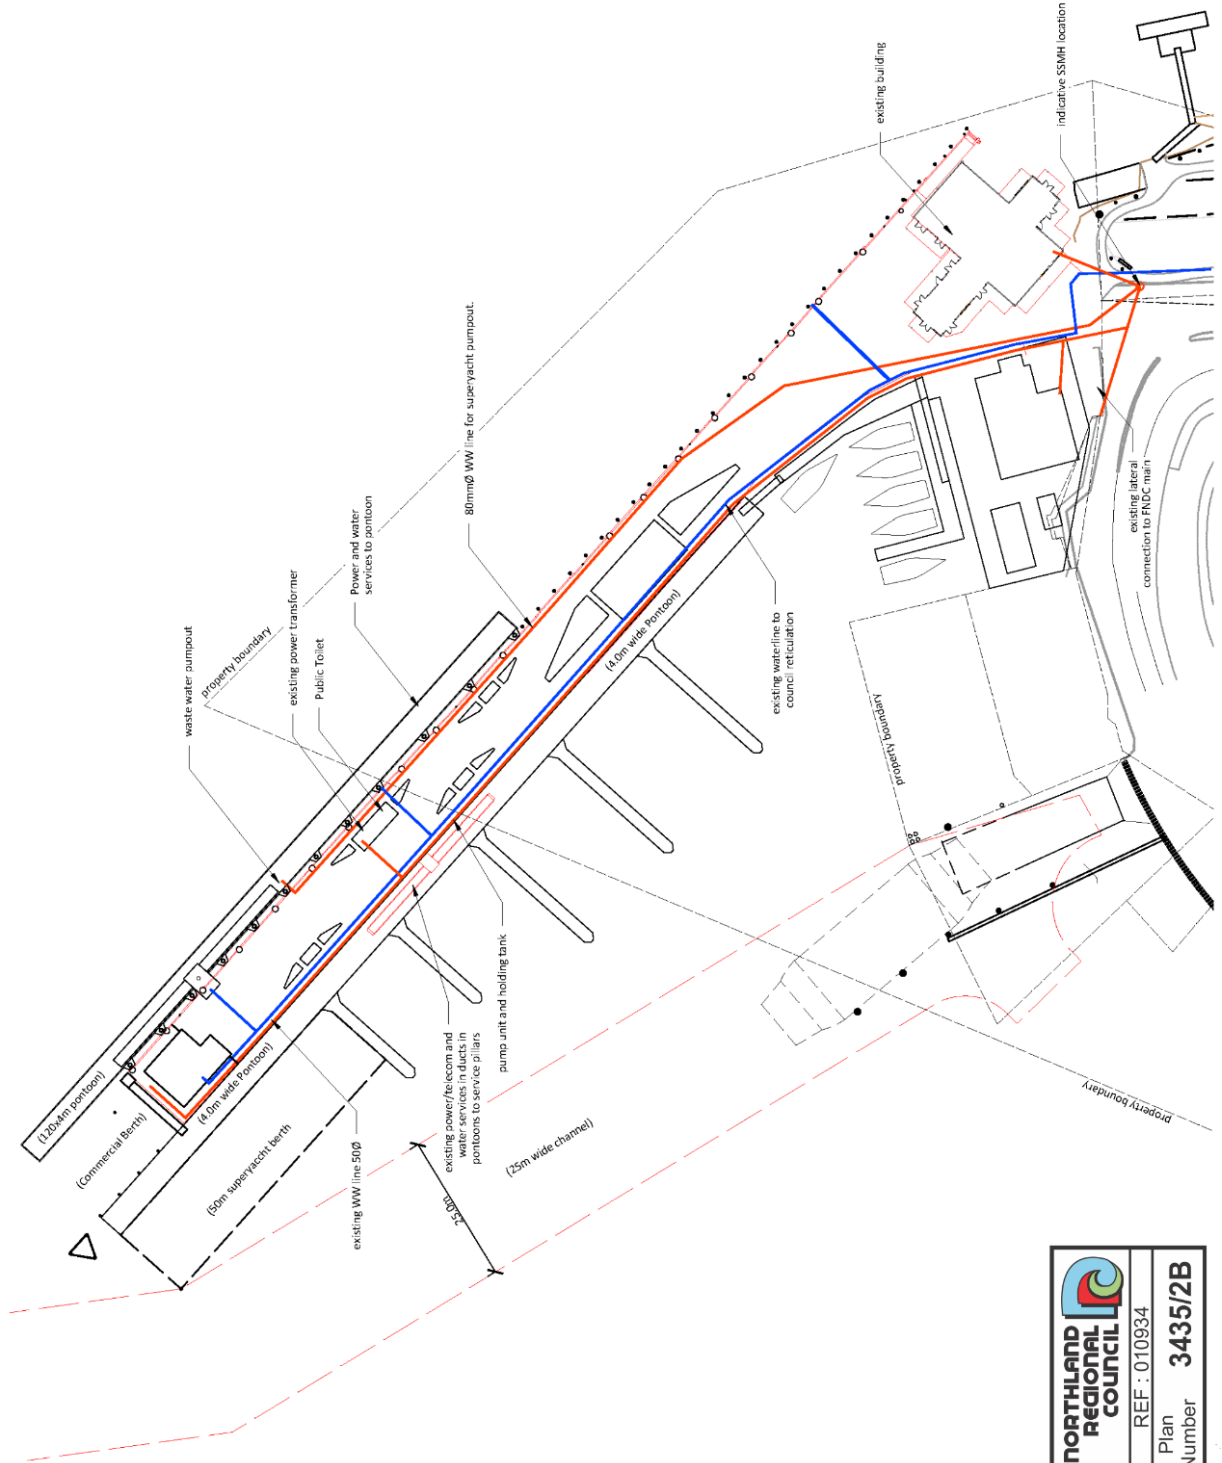 existing building
indicative SSMH location
80mmØ WW line for superyacht pumpout.
Power and water
services to pontoon
existing power transformer
Public Toilet
property boundary
waste water pumpout
(4.0m wide Pontoon)
existing waterline to
council reticulation
existing lateral
connection to FNDC main
property boundary
pump unit and holding tank
existing power/telecom and
water services in ducts in
pontoons to service pillars
(120x4m pontoon)
(Commercial Berth)
(4.0m wide Pontoon)
(50m superyaccht berth
existing WW line 50Ø
25.0m
(25m wide channel)
property boundary
NORTHLAND
REGIONAL
COUNCIL
REF : 010934
Plan
Number 3435/2B